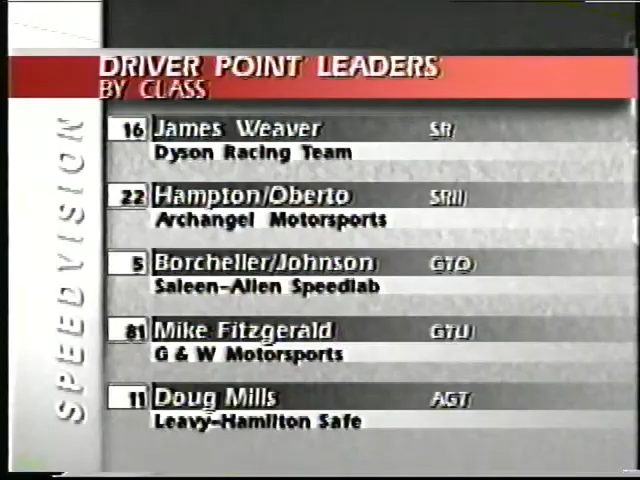 DRIVER POINT LEADERS
BY CLASS
SPEEDVISION
16 James Weaver SR
Dyson Racing Team
22 Hampton/Oberto SRII
Archangel Motorsports
5 Borcheller/Johnson GTO
Saleen-Allen Speedlab
81 Mike Fitzgerald GTU
G & W Motorsports
11 Doug Mills AGT
Leavy-Hamilton Safe